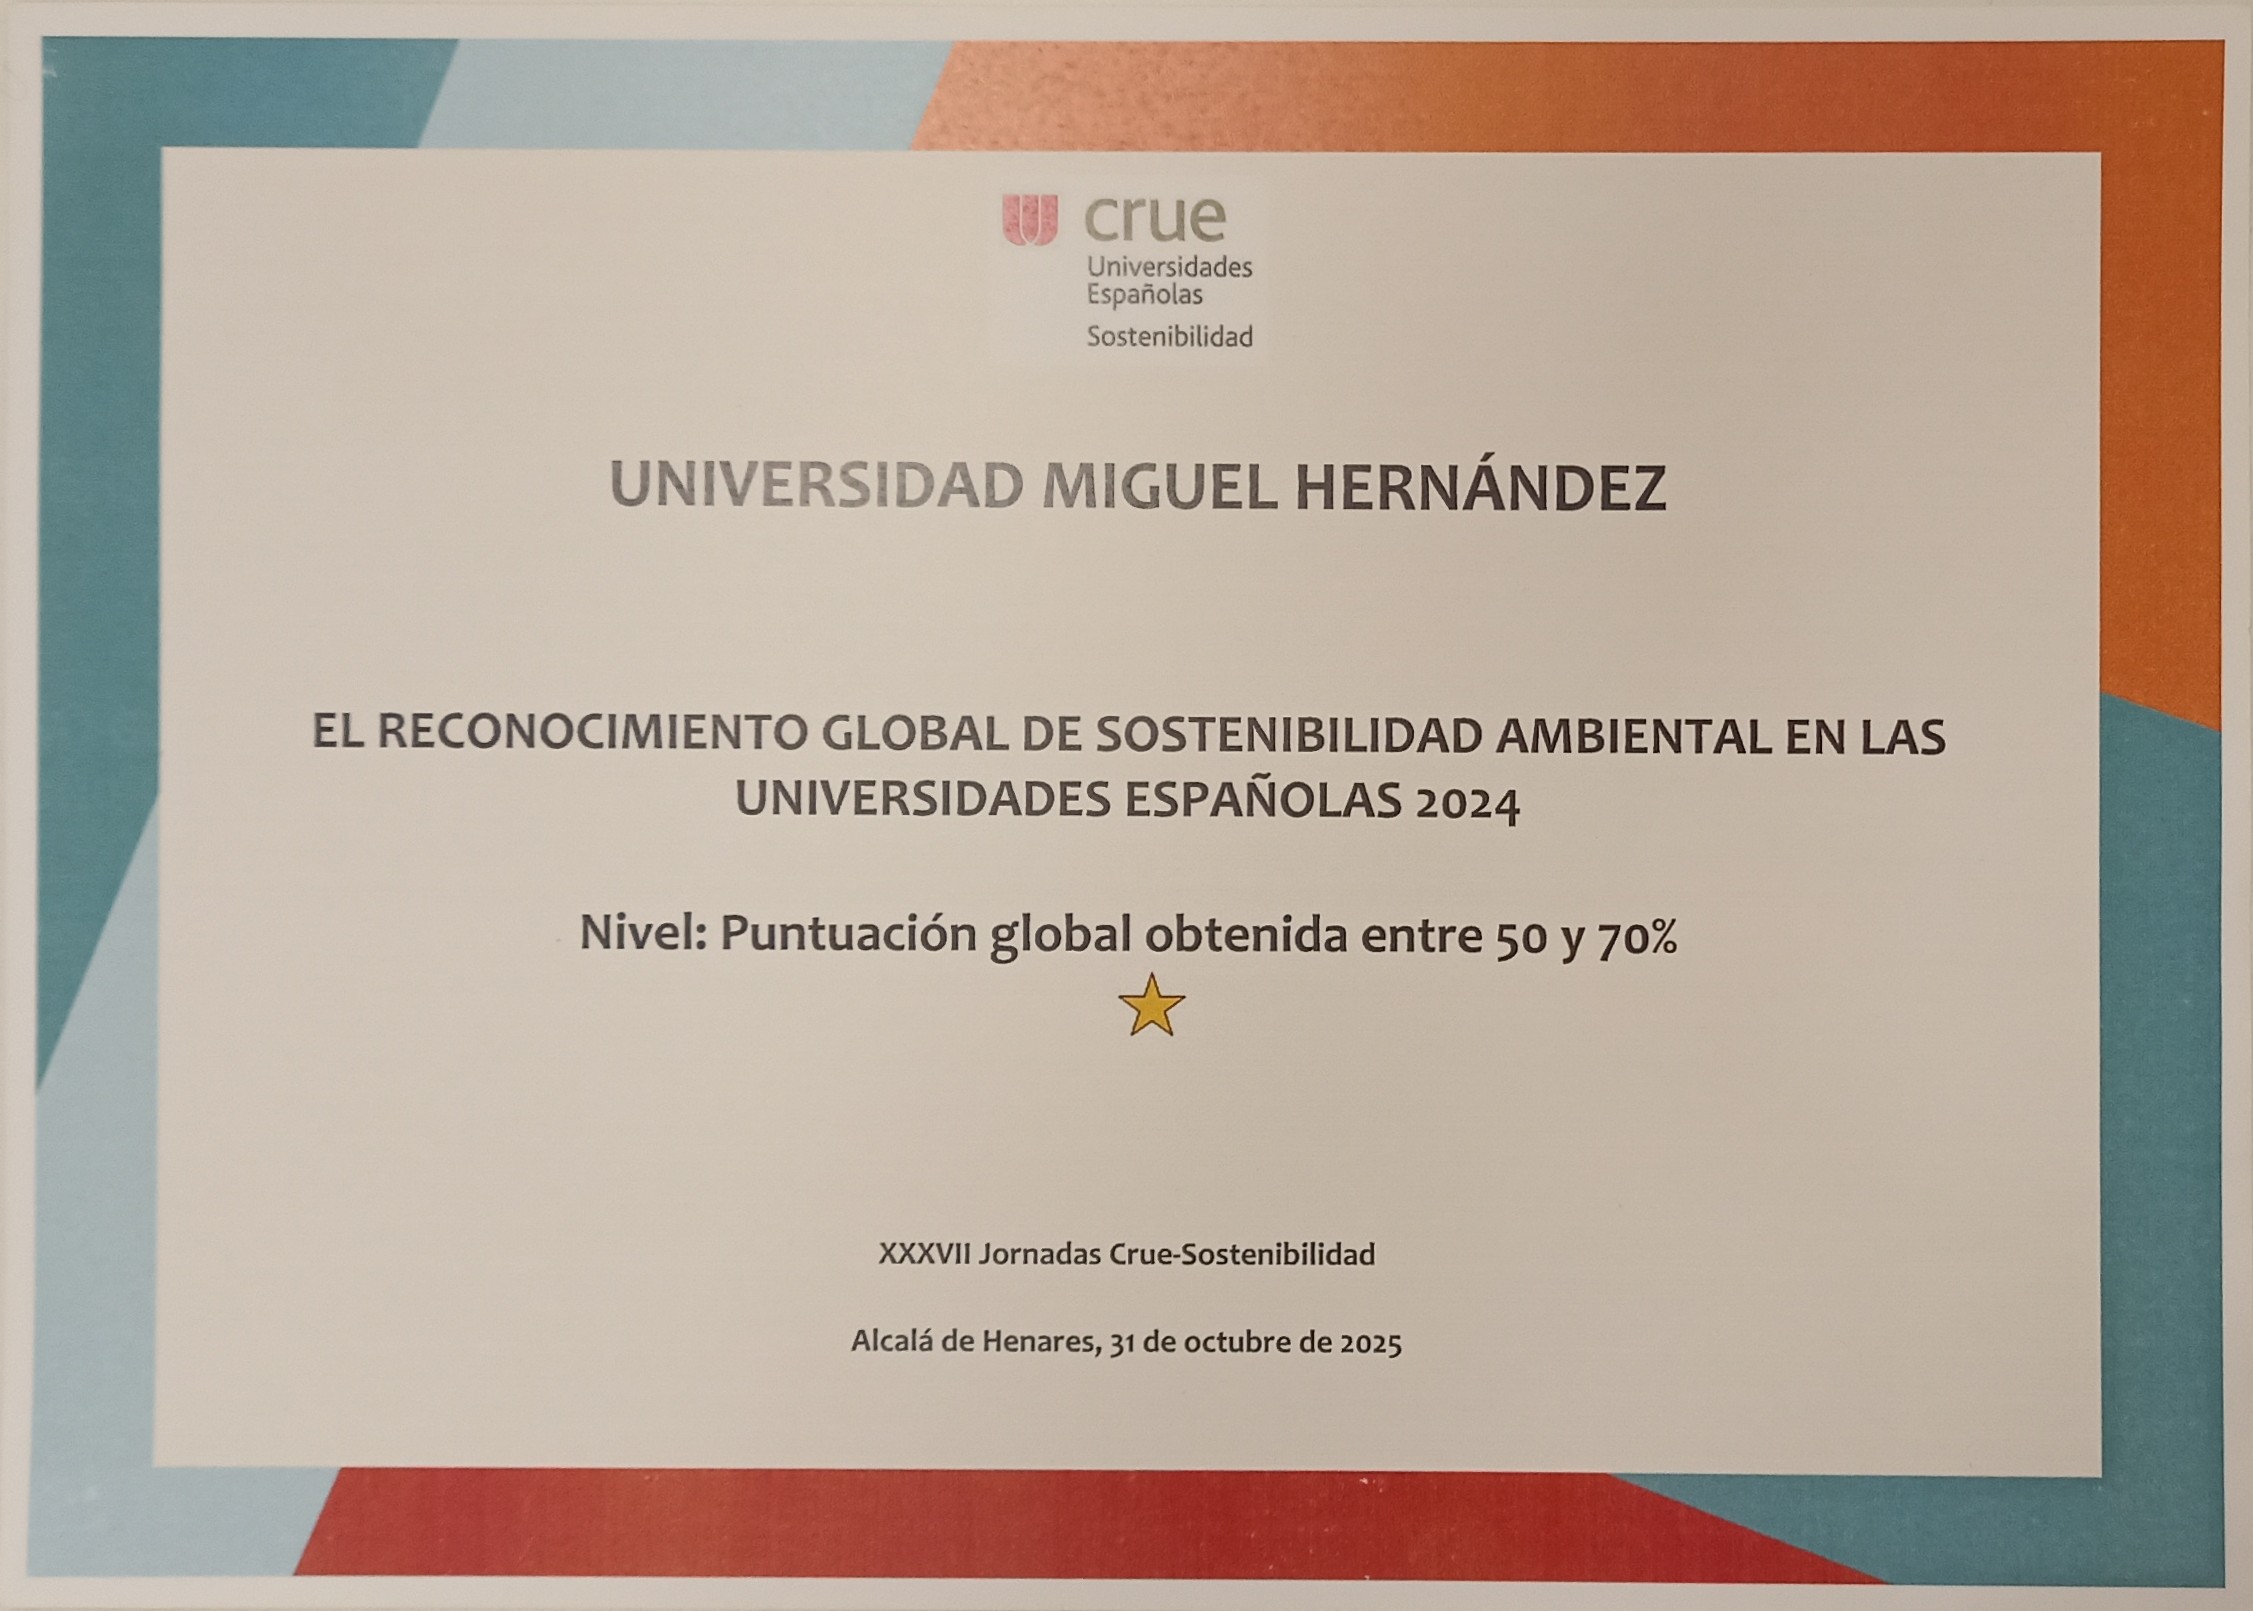 crue
Universidades
Españolas
Sostenibilidad
UNIVERSIDAD MIGUEL HERNÁNDEZ
EL RECONOCIMIENTO GLOBAL DE SOSTENIBILIDAD AMBIENTAL EN LAS
UNIVERSIDADES ESPAÑOLAS 2024
Nivel: Puntuación global obtenida entre 50 y 70%
XXXVII Jornadas Crue-Sostenibilidad
Alcalá de Henares, 31 de octubre de 2025